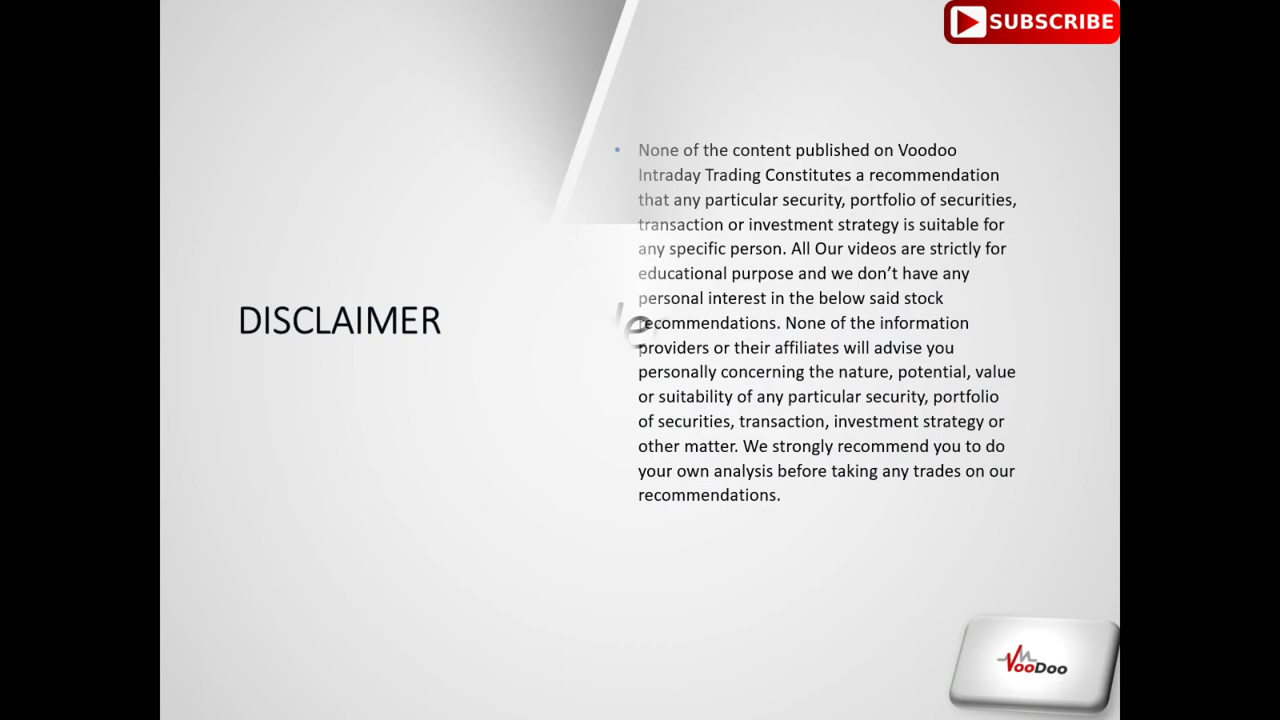 SUBSCRIBE
None of the content published on Voodoo
Intraday Trading Constitutes a recommendation
that any particular security, portfolio of securities,
transaction or investment strategy is suitable for
any specific person. All Our videos are strictly for
educational purpose and we don’t have any
personal interest in the below said stock
recommendations. None of the information
providers or their affiliates will advise you
personally concerning the nature, potential, value
or suitability of any particular security, portfolio
of securities, transaction, investment strategy or
other matter. We strongly recommend you to do
your own analysis before taking any trades on our
recommendations.
DISCLAIMER
VooDoo